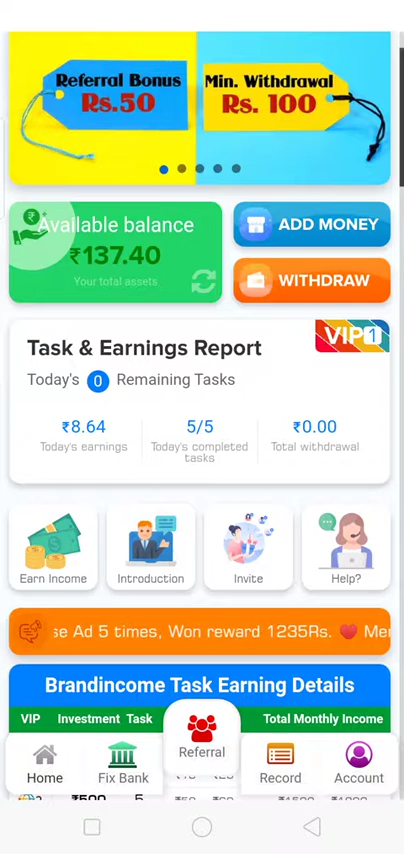 Referral Bonus
Rs.50
Min. Withdrawal
Rs. 100
Available balance
₹137.40
Your total assets
ADD MONEY
WITHDRAW
VIP 1
Task & Earnings Report
Today's 0 Remaining Tasks
₹8.64
Today's earnings
5/5
Today's completed
tasks
₹0.00
Total withdrawal
Earn Income
Introduction
Invite
Help?
se Ad 5 times, Won reward 1235Rs. ❤️ Me
Brandincome Task Earning Details
VIP Investment Task Total Monthly Income
Home
Fix Bank
Referral
Record
Account